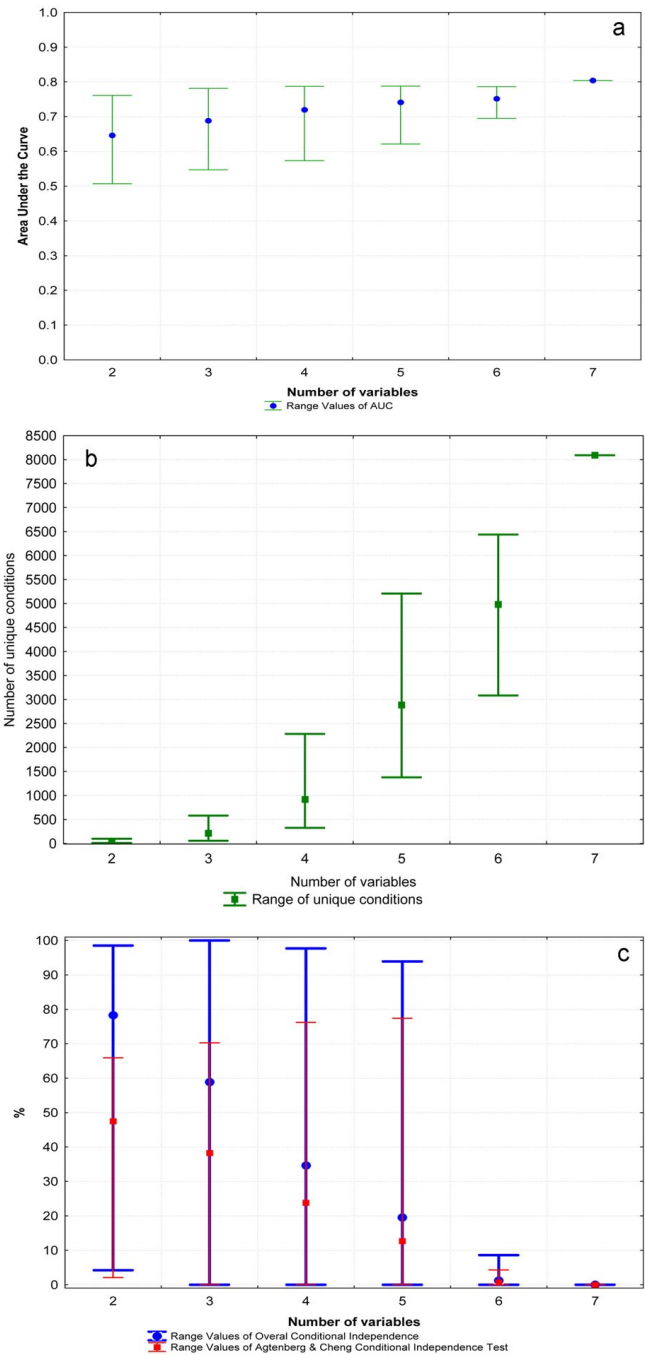 a
1.0
0.9
0.8
0.7
0.6
0.5
0.4
0.3
0.2
0.1
0.0
Area Under the Curve
2 3 4 5 6 7
Number of variables
Range Values of AUC
b
8500
8000
7500
7000
6500
6000
5500
5000
4500
4000
3500
3000
2500
2000
1500
1000
500
0
Number of unique conditions
2 3 4 5 6 7
Number of variables
Range of unique conditions
c
100
90
80
70
60
50
40
30
20
10
0
%
2 3 4 5 6 7
Number of variables
Range Values of Overal Conditional Independence
Range Values of Agtenberg & Cheng Conditional Independence Test